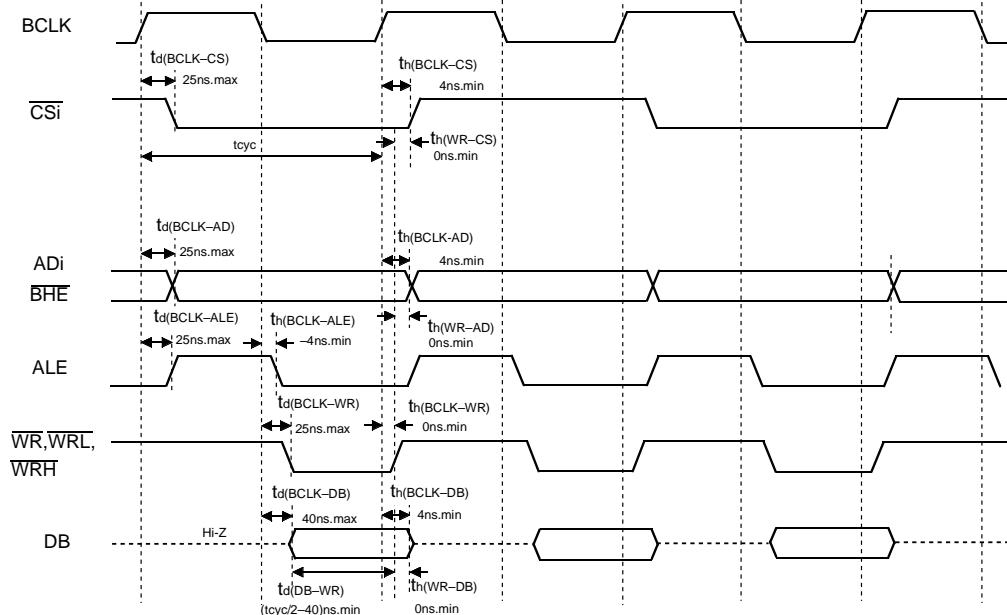 BCLK
td(BCLK–CS)
25ns.max
th(BCLK–CS)
4ns.min
CSi
tcyc
th(WR–CS)
0ns.min
td(BCLK–AD)
25ns.max
th(BCLK-AD)
4ns.min
ADi
BHE
td(BCLK–ALE)
25ns.max
th(BCLK–ALE)
–4ns.min
th(WR–AD)
0ns.min
ALE
td(BCLK–WR)
25ns.max
th(BCLK–WR)
0ns.min
WR,WRL,
WRH
td(BCLK–DB)
40ns.max
th(BCLK–DB)
4ns.min
DB
Hi-Z
td(DB–WR)
(tcyc/2–40)ns.min
th(WR–DB)
0ns.min